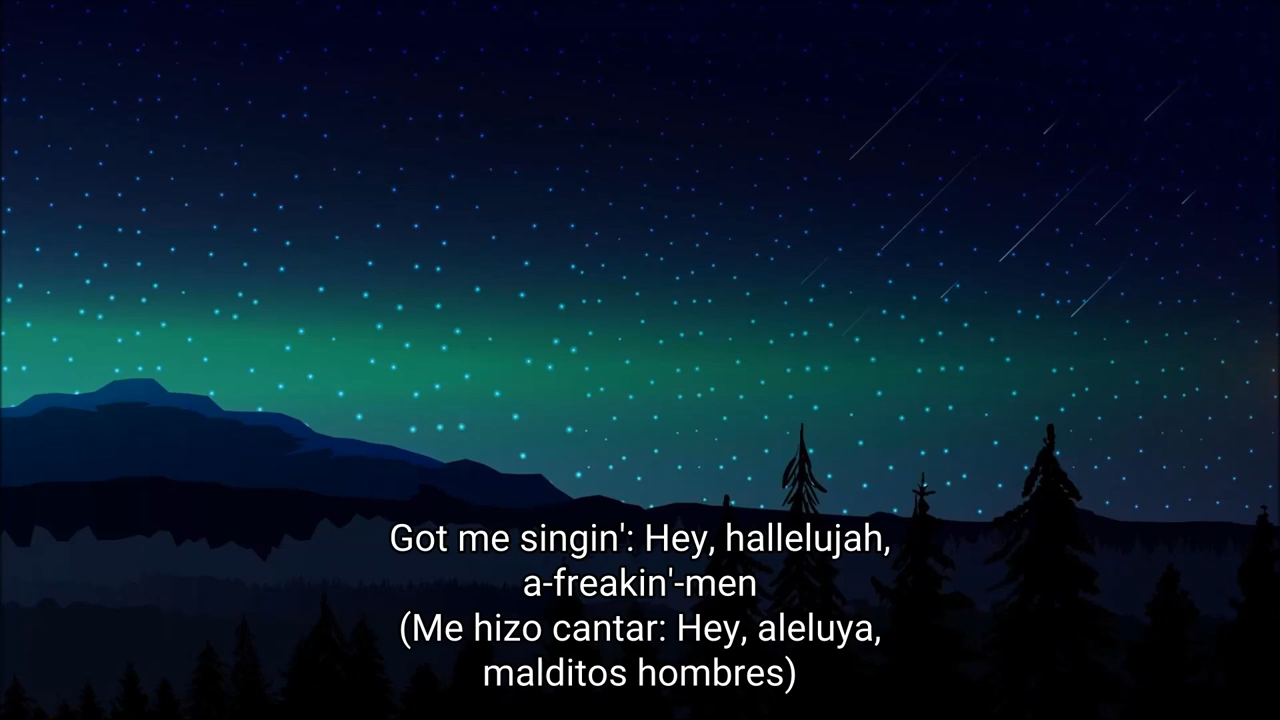 Got me singin': Hey, hallelujah,
a-freakin'-men
(Me hizo cantar: Hey, aleluya,
malditos hombres)